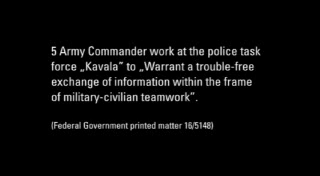 5 Army Commander work at the police task
force „Kavala“ to „Warrant a trouble-free
exchange of information within the frame
of military-civilian teamwork“.
(Federal Government printed matter 16/5148)